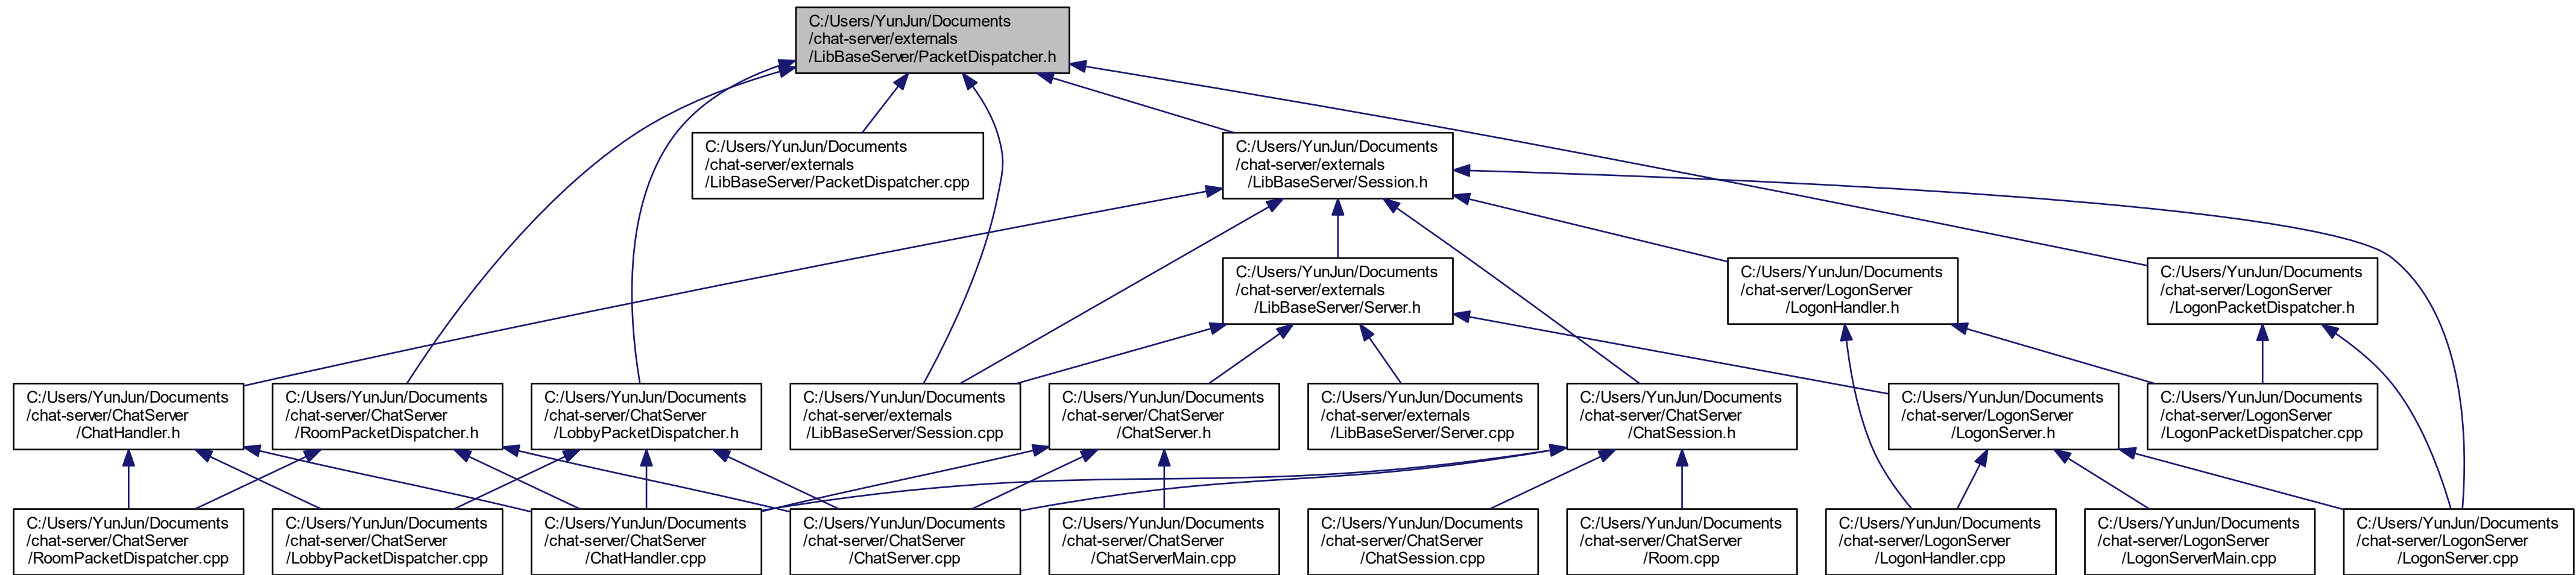 C:/Users/YunJun/Documents
/chat-server/externals
/LibBaseServer/PacketDispatcher.h
C:/Users/YunJun/Documents
/chat-server/externals
/LibBaseServer/PacketDispatcher.cpp
C:/Users/YunJun/Documents
/chat-server/externals
/LibBaseServer/Session.h
C:/Users/YunJun/Documents
/chat-server/externals
/LibBaseServer/Server.h
C:/Users/YunJun/Documents
/chat-server/LogonServer
/LogonHandler.h
C:/Users/YunJun/Documents
/chat-server/LogonServer
/LogonPacketDispatcher.h
C:/Users/YunJun/Documents
/chat-server/ChatServer
/ChatHandler.h
C:/Users/YunJun/Documents
/chat-server/ChatServer
/RoomPacketDispatcher.h
C:/Users/YunJun/Documents
/chat-server/ChatServer
/LobbyPacketDispatcher.h
C:/Users/YunJun/Documents
/chat-server/externals
/LibBaseServer/Session.cpp
C:/Users/YunJun/Documents
/chat-server/ChatServer
/ChatServer.h
C:/Users/YunJun/Documents
/chat-server/externals
/LibBaseServer/Server.cpp
C:/Users/YunJun/Documents
/chat-server/ChatServer
/ChatSession.h
C:/Users/YunJun/Documents
/chat-server/LogonServer
/LogonServer.h
C:/Users/YunJun/Documents
/chat-server/LogonServer
/LogonPacketDispatcher.cpp
C:/Users/YunJun/Documents
/chat-server/ChatServer
/RoomPacketDispatcher.cpp
C:/Users/YunJun/Documents
/chat-server/ChatServer
/LobbyPacketDispatcher.cpp
C:/Users/YunJun/Documents
/chat-server/ChatServer
/ChatHandler.cpp
C:/Users/YunJun/Documents
/chat-server/ChatServer
/ChatServer.cpp
C:/Users/YunJun/Documents
/chat-server/ChatServer
/ChatServerMain.cpp
C:/Users/YunJun/Documents
/chat-server/ChatServer
/ChatSession.cpp
C:/Users/YunJun/Documents
/chat-server/ChatServer
/Room.cpp
C:/Users/YunJun/Documents
/chat-server/LogonServer
/LogonHandler.cpp
C:/Users/YunJun/Documents
/chat-server/LogonServer
/LogonServerMain.cpp
C:/Users/YunJun/Documents
/chat-server/LogonServer
/LogonServer.cpp